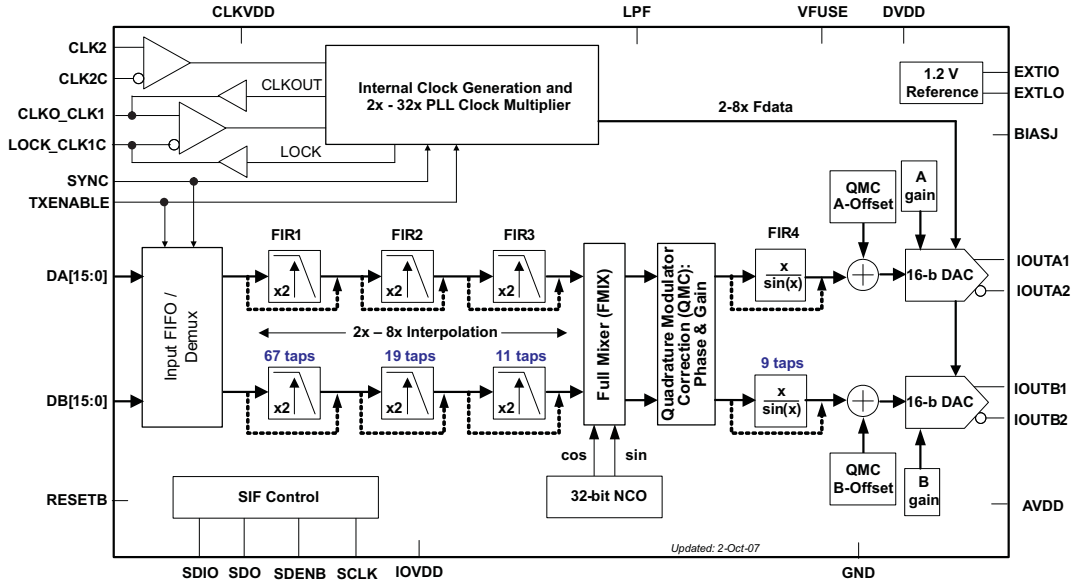 CLKVDD
LPF
VFUSE
DVDD
CLK2
CLK2C
CLKO_CLK1
LOCK_CLK1C
SYNC
TXENABLE
CLKOUT
LOCK
Internal Clock Generation and
2x - 32x PLL Clock Multiplier
2-8x Fdata
1.2 V
Reference
EXTIO
EXTLO
BIASJ
QMC
A-Offset
A
gain
FIR1
FIR2
FIR3
FIR4
DA[15:0]
x2
x2
x2
x
sin(x)
16-b DAC
IOUTA1
IOUTA2
Input FIFO /
Demux
2x – 8x Interpolation
Full Mixer (FMIX)
Quadrature Modulator
Correction (QMC):
Phase & Gain
67 taps
19 taps
11 taps
9 taps
DB[15:0]
x2
x2
x2
x
sin(x)
16-b DAC
IOUTB1
IOUTB2
cos
sin
QMC
B-Offset
B
gain
RESETB
SIF Control
32-bit NCO
AVDD
Updated: 2-Oct-07
SDIO
SDO
SDENB
SCLK
IOVDD
GND